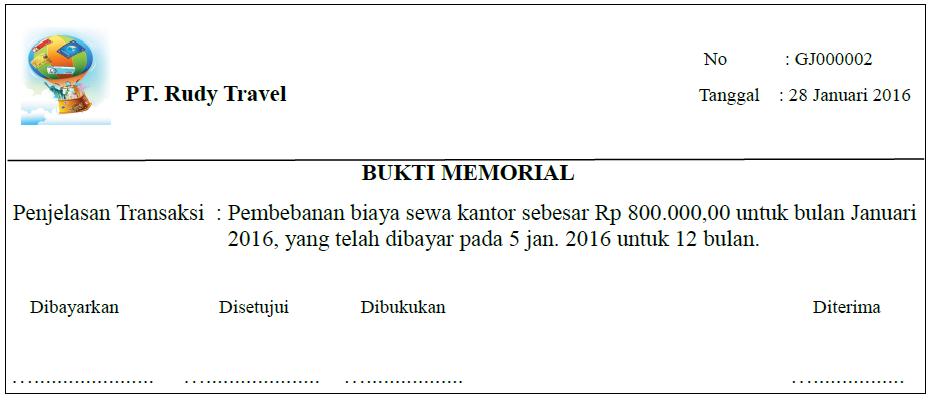 No : GJ000002
PT. Rudy Travel
Tanggal : 28 Januari 2016
BUKTI MEMORIAL
Penjelasan Transaksi : Pembebanan biaya sewa kantor sebesar Rp 800.000,00 untuk bulan Januari
2016, yang telah dibayar pada 5 jan. 2016 untuk 12 bulan.
Dibayarkan Disetujui Dibukukan Diterima
…..................... …..................... …................. …................